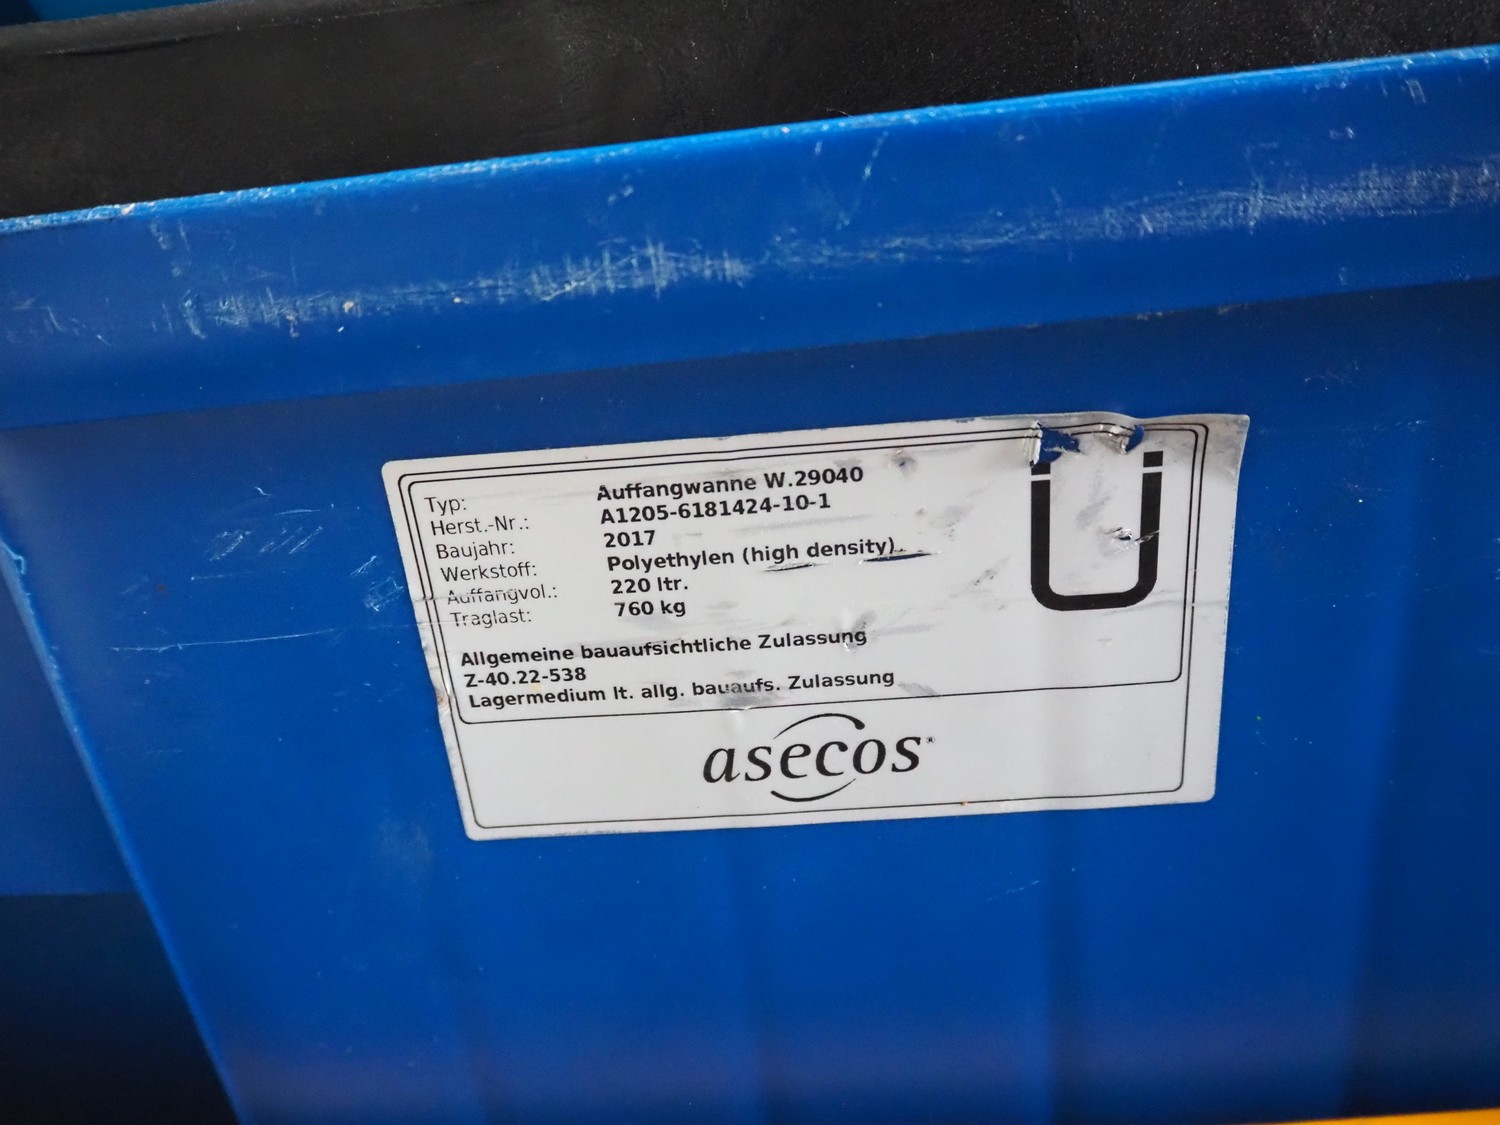 Typ: Auffangwanne W.29040
Herst.-Nr.: A1205-6181424-10-1
Baujahr: 2017
Werkstoff: Polyethylen (high density)
Auffangvol.: 220 ltr.
Traglast: 760 kg
Allgemeine bauaufsichtliche Zulassung
Z-40.22-538
Lagermedium lt. allg. bauaufs. Zulassung
Ü
asecos®